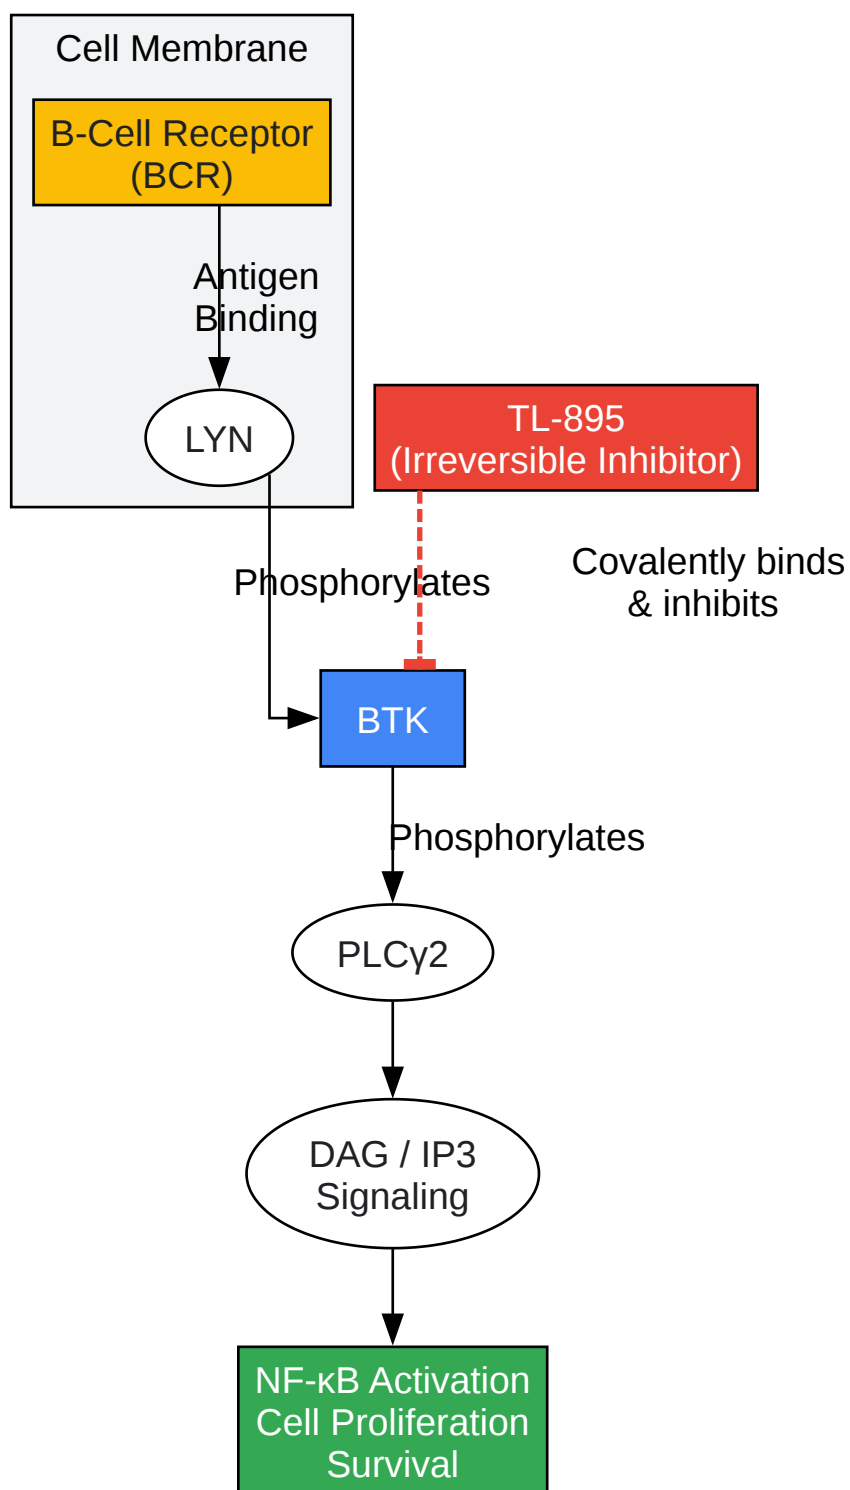 Cell Membrane
B-Cell Receptor
(BCR)
Antigen
Binding
LYN
TL-895
(Irreversible Inhibitor)
Phosphorylates
Covalently binds
& inhibits
BTK
Phosphorylates
PLCγ2
DAG / IP3
Signaling
NF-κB Activation
Cell Proliferation
Survival